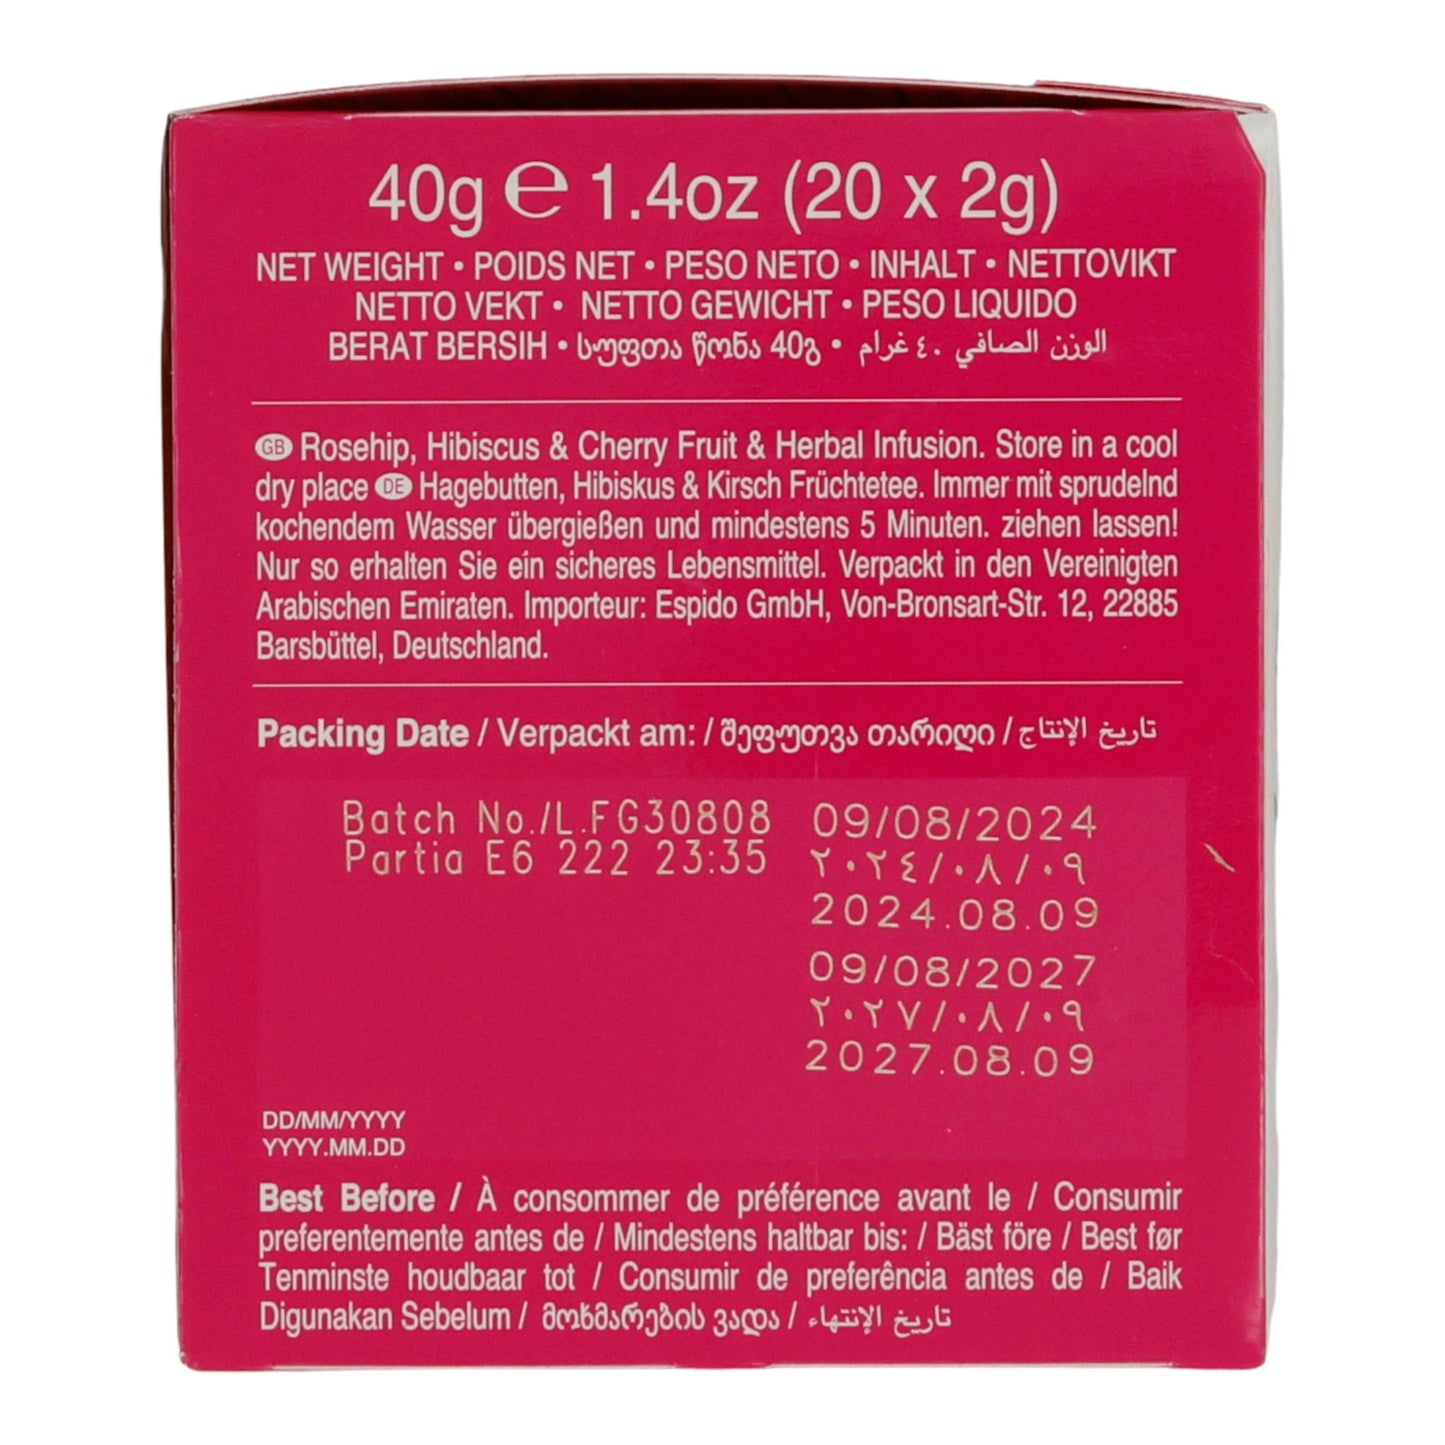 40g ℮ 1.4oz (20 x 2g)
NET WEIGHT • POIDS NET • PESO NETO • INHALT • NETTOVIKT
NETTO VEKT • NETTO GEWICHT • PESO LIQUIDO
BERAT BERSIH • სუფთა წონა 40გ • الوزن الصافي ٤٠ غرام
GB Rosehip, Hibiscus & Cherry Fruit & Herbal Infusion. Store in a cool
dry place DE Hagebutten, Hibiskus & Kirsch Früchtetee. Immer mit sprudelnd
kochendem Wasser übergießen und mindestens 5 Minuten. ziehen lassen!
Nur so erhalten Sie ein sicheres Lebensmittel. Verpackt in den Vereinigten
Arabischen Emiraten. Importeur: Espido GmbH, Von-Bronsart-Str. 12, 22885
Barsbüttel, Deutschland.
Packing Date / Verpackt am: / შეფუთვა თარიღი / تاريخ الإنتاج
Batch No./L.FG30808 09/08/2024
Partia E6 222 23:35 ٢٠٢٤/٠٨/٠٩
2024.08.09
09/08/2027
٢٠٢٧/٠٨/٠٩
2027.08.09
DD/MM/YYYY
YYYY.MM.DD
Best Before / À consommer de préférence avant le / Consumir
preferentemente antes de / Mindestens haltbar bis: / Bäst före / Best før
Tenminste houdbaar tot / Consumir de preferência antes de / Baik
Digunakan Sebelum / მოხმარების ვადა / تاريخ الإنتهاء